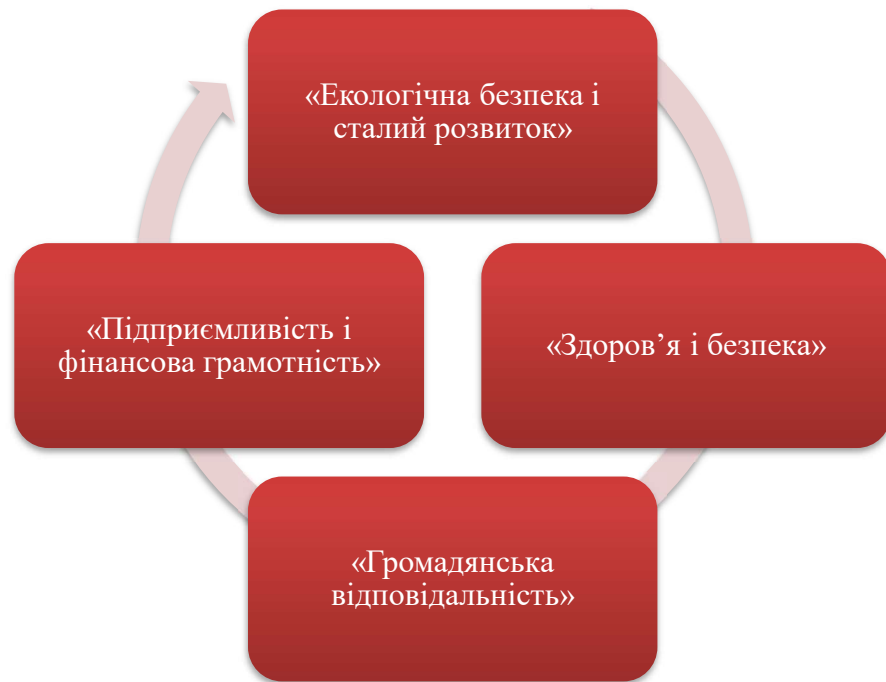 «Екологічна безпека і
сталий розвиток»
«Підприємливість і
фінансова грамотність»
«Здоров’я і безпека»
«Громадянська
відповідальність»